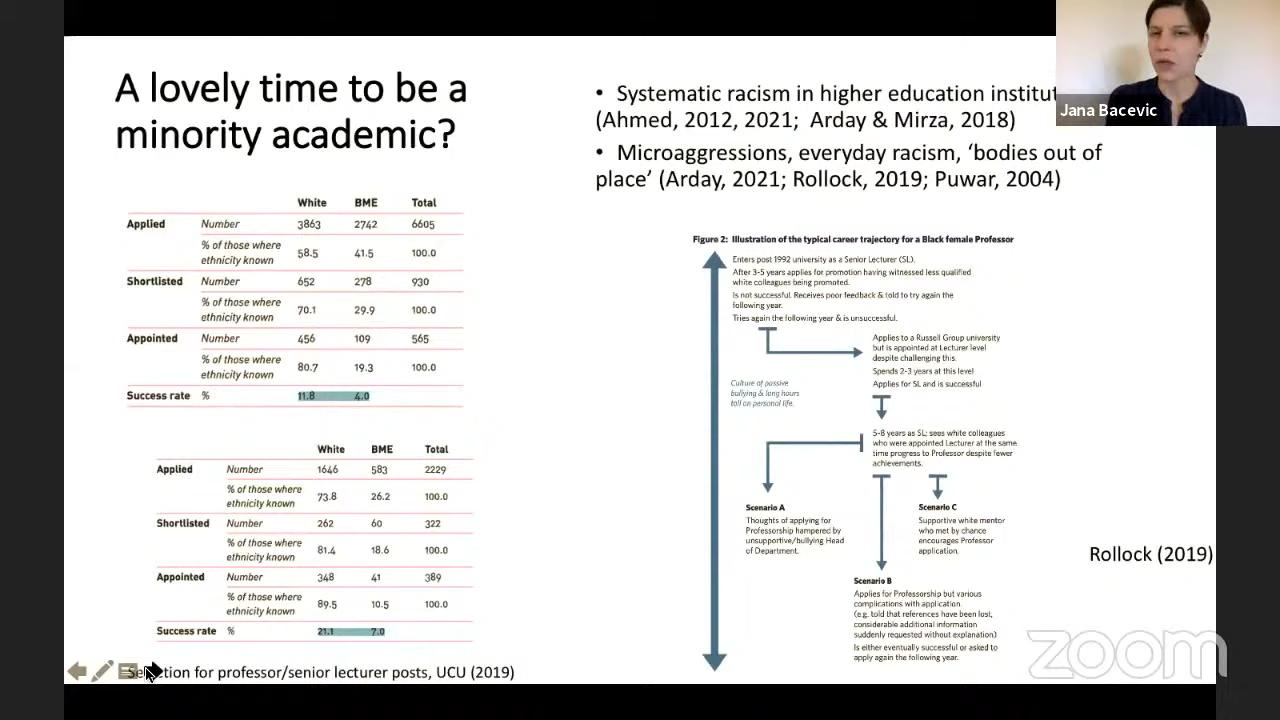 A lovely time to be a
minority academic?
• Systematic racism in higher education institut
(Ahmed, 2012, 2021; Arday & Mirza, 2018)
• Microaggressions, everyday racism, ‘bodies out of
place’ (Arday, 2021; Rollock, 2019; Puwar, 2004)
Jana Bacevic
White BME Total
Applied Number 3863 2742 6605
% of those where
ethnicity known 58.5 41.5 100.0
Shortlisted Number 652 278 930
% of those where
ethnicity known 70.1 29.9 100.0
Appointed Number 456 109 565
% of those where
ethnicity known 80.7 19.3 100.0
Success rate % 11.8 4.0
White BME Total
Applied Number 1646 583 2229
% of those where
ethnicity known 73.8 26.2 100.0
Shortlisted Number 262 60 322
% of those where
ethnicity known 81.4 18.6 100.0
Appointed Number 348 41 389
% of those where
ethnicity known 89.5 10.5 100.0
Success rate % 21.1 7.0
for professor/senior lecturer posts, UCU (2019)
Figure 2: Illustration of the typical career trajectory for a Black female Professor
Enters post 1992 university as a Senior Lecturer (SL).
After 3-5 years applies for promotion having witnessed less qualified
white colleagues being promoted.
Is not successful. Receives poor feedback & told to try again the
following year.
Tries again the following year & is unsuccessful.
Applies to a Russell Group university
but is appointed at Lecturer level
despite challenging this.
Spends 2-3 years at this level
Applies for SL and is successful
Culture of passive
bullying & long hours
toll on personal life.
5-8 years as SL; sees white colleagues
who were appointed Lecturer at the same
time progress to Professor despite fewer
achievements.
Scenario A
Thoughts of applying for
Professorship hampered by
unsupportive/bullying Head
of Department.
Scenario C
Supportive white mentor
who met by chance
encourages Professor
application.
Scenario B
Applies for Professorship but various
complications with application.
(e.g. told that references have been lost,
considerable additional information
suddenly requested without explanation)
Is either eventually successful or asked to
apply again the following year.
Rollock (2019)
zoom